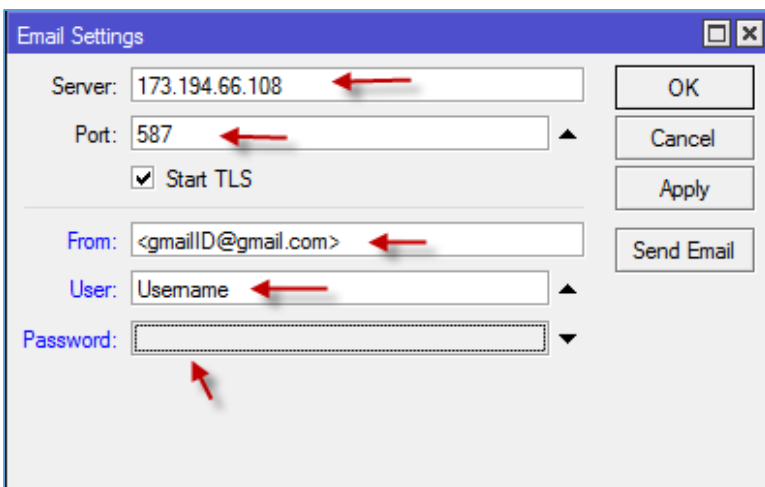 Email Settings
Server: 173.194.66.108
OK
Port: 587
Cancel
Start TLS
Apply
From: <gmailID@gmail.com>
Send Email
User: Username
Password: